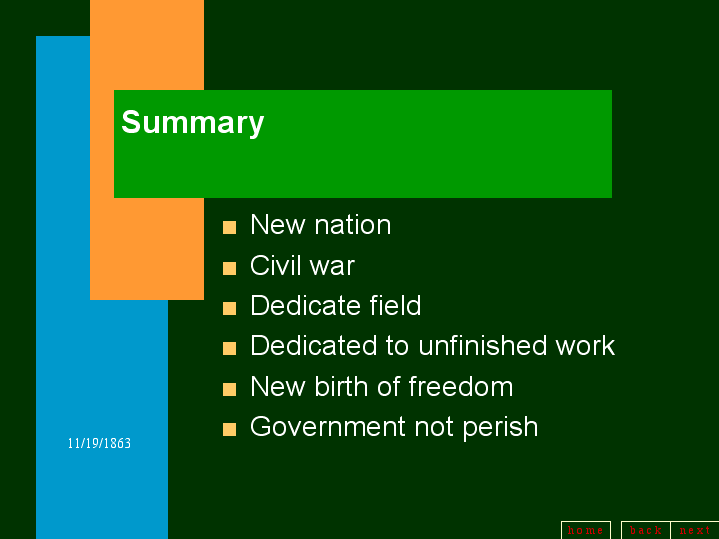 Summary
New nation
Civil war
Dedicate field
Dedicated to unfinished work
New birth of freedom
Government not perish
11/19/1863
home back next